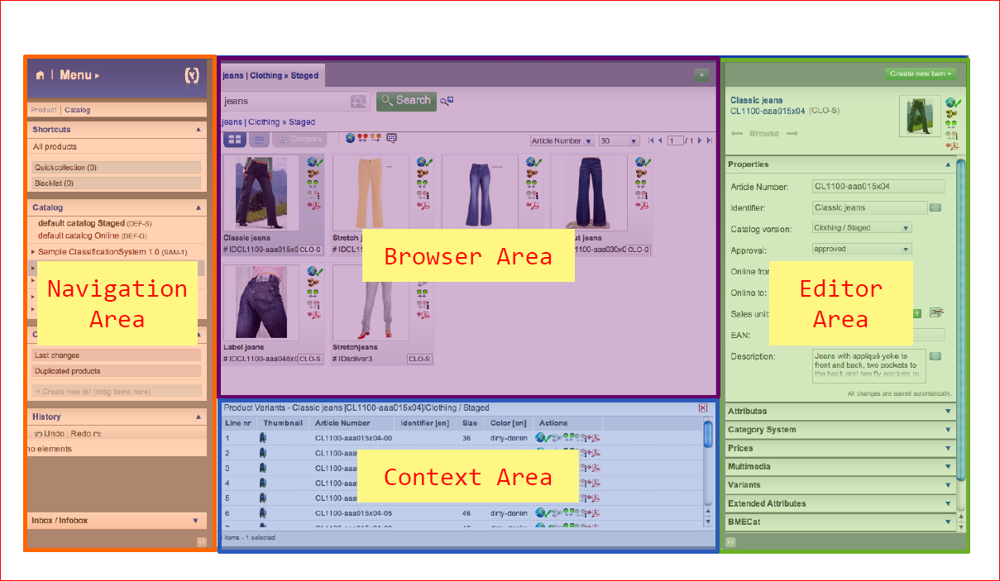 Menu
Product | Catalog
Shortcuts
All products
Quickcollection (0)
Blacklist (0)
Catalog
default catalog Staged (DEF-S)
default catalog Online (DEF-O)
Sample ClassificationSystem 1.0 (SAM-1)
Navigation
Area
Last changes
Duplicated products
+ Create new list (drag items here)
History
Undo | Redo
no elements
Inbox / Infobox
jeans | Clothing » Staged
jeans
Search
jeans | Clothing » Staged
Compare
Article Number
30
1 / 1
Classic jeans
# IDCL1100-aaa015x0 CLO-S
Stretch j
# IDCL1
ut jeans
-aaa030x0 CLO-S
Browser Area
Label jeans
# IDCL1100-aaa046x0 CLO-S
Stretchjeans
# IDsoliver3 CLO-S
Product Variants - Classic jeans [CL1100-aaa015x04]/Clothing / Staged
Line nr Thumbnail Article Number Identifier [en] Size Color [en] Actions
1 CL1100-aaa015x04-00 36 dirty-denim
2 CL1100-aaa
3 CL1100-aaa
4 CL1100-aaa
5 CL1100-aaa
6 CL1100-aaa015x04-05 46 dirty-denim
Context Area
items - 1 selected
Create new item +
Classic jeans
CL1100-aaa015x04 (CLO-S)
Browse
Properties
Article Number: CL1100-aaa015x04
Identifier: Classic jeans
Catalog version: Clothing / Staged
Approval: approved
Online from
Online to:
Sales unit:
EAN:
Editor
Area
Description: Jeans with appliqué yoke to
front and back, two pockets to
the back and two fly pockets to
All changes are saved automatically.
Attributes
Category System
Prices
Multimedia
Variants
Extended Attributes
BMECat